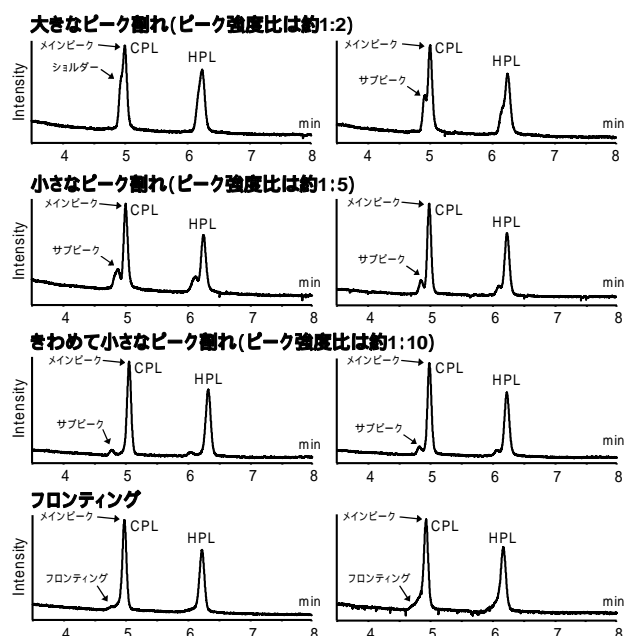 大きなピーク割れ(ピーク強度比は約1:2)
メインピーク CPL
ショルダー
HPL
Intensity
min
4 5 6 7 8
メインピーク CPL
サブピーク
HPL
min
4 5 6 7 8
小さなピーク割れ(ピーク強度比は約1:5)
メインピーク CPL
サブピーク
HPL
Intensity
min
4 5 6 7 8
メインピーク CPL
サブピーク
HPL
min
4 5 6 7 8
きわめて小さなピーク割れ(ピーク強度比は約1:10)
メインピーク CPL
サブピーク
HPL
Intensity
min
4 5 6 7 8
メインピーク CPL
サブピーク
HPL
min
4 5 6 7 8
フロンティング
メインピーク CPL
フロンティング
HPL
Intensity
min
4 5 6 7 8
メインピーク CPL
フロンティング
HPL
min
4 5 6 7 8